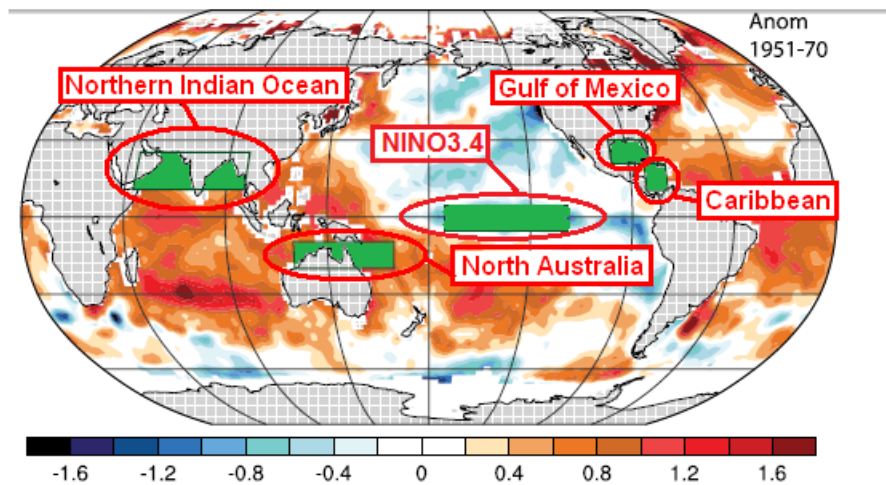 Anom
1951-70
Northern Indian Ocean
Gulf of Mexico
NINO3.4
Caribbean
North Australia
-1.6 -1.2 -0.8 -0.4 0 0.4 0.8 1.2 1.6